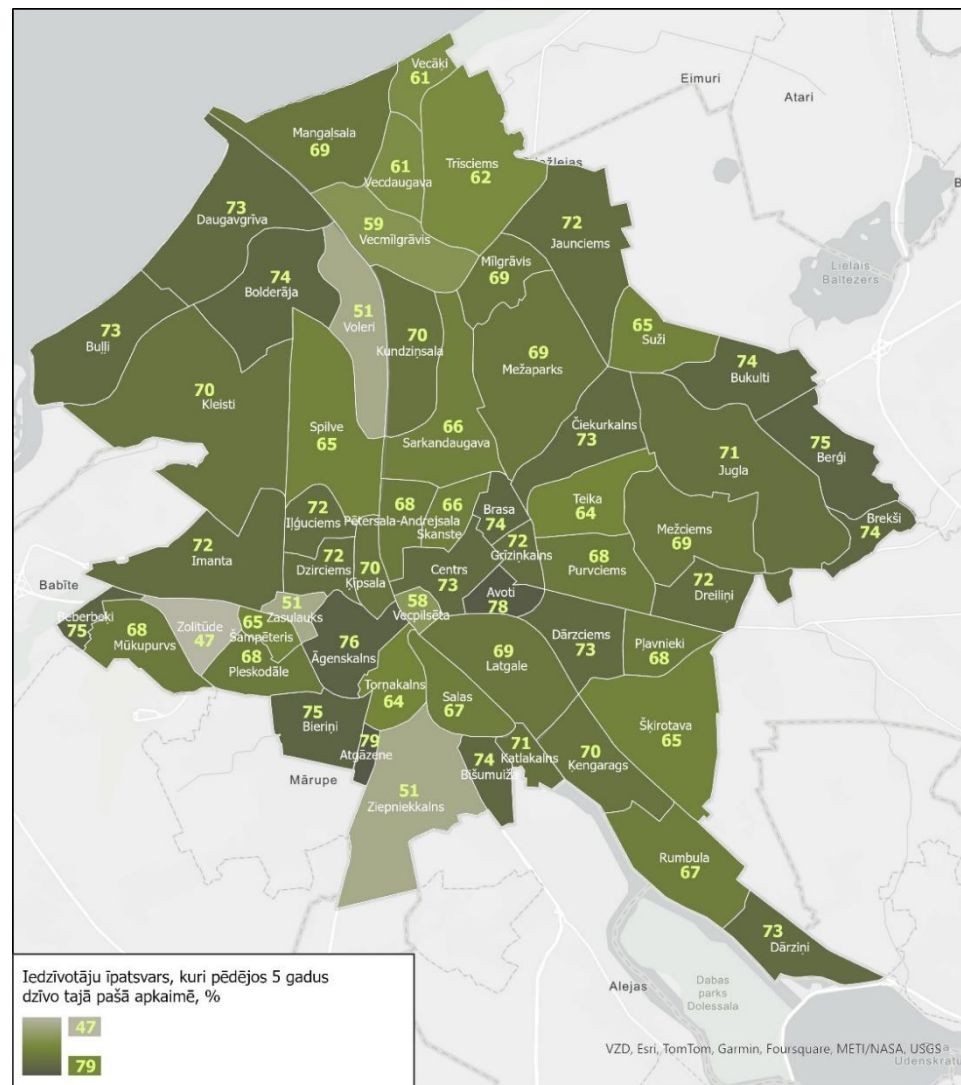 Vecāķi
61
Eimuri
Atari
Mangaļsala
69
61
Vecdaugava
Trīsciems
62
73
Daugavgrīva
59
Vecmīlgrāvis
72
Jaunciems
Mīlgrāvis
69
Lielais
Baltezers
74
Bolderāja
51
Voleri
73
Buļļi
70
Kundziņsala
65
Suži
69
Mežaparks
74
Bukulti
70
Kleisti
Spilve
65
66
Sarkandaugava
Čiekurkalns
73
71
Jugla
75
Berģi
72
Iļģuciems
68
Pētersala-Andrejsala
66
Skanste
Brasa
74
Teika
64
Mežciems
69
Brekši
74
72
Imanta
72
Dzirciems
70
Ķīpsala
Centrs
73
72
Grīziņkalns
68
Purvciems
72
Dreiliņi
Babīte
Beberbeķi
75
68
Mūkupurvs
Zolitūde
47
65
Šampēteris
51
Zasulauks
58
Vecpilsēta
Avoti
78
68
Pleskodāle
76
Āgenskalns
69
Latgale
Dārzciems
73
Pļavnieki
68
Torņakalns
64
Salas
67
75
Bieriņi
79
Atgāzene
Šķirotava
65
Mārupe
51
Ziepniekkalns
74
Bišumuiža
71
Katlakalns
70
Ķengarags
Rumbula
67
73
Dārziņi
Alejas
Dabas
parks
Dolessala
Iedzīvotāju īpatsvars, kuri pēdējos 5 gadus
dzīvo tajā pašā apkaimē, %
47
79
VZD, Esri, TomTom, Garmin, Foursquare, METI/NASA, USGS